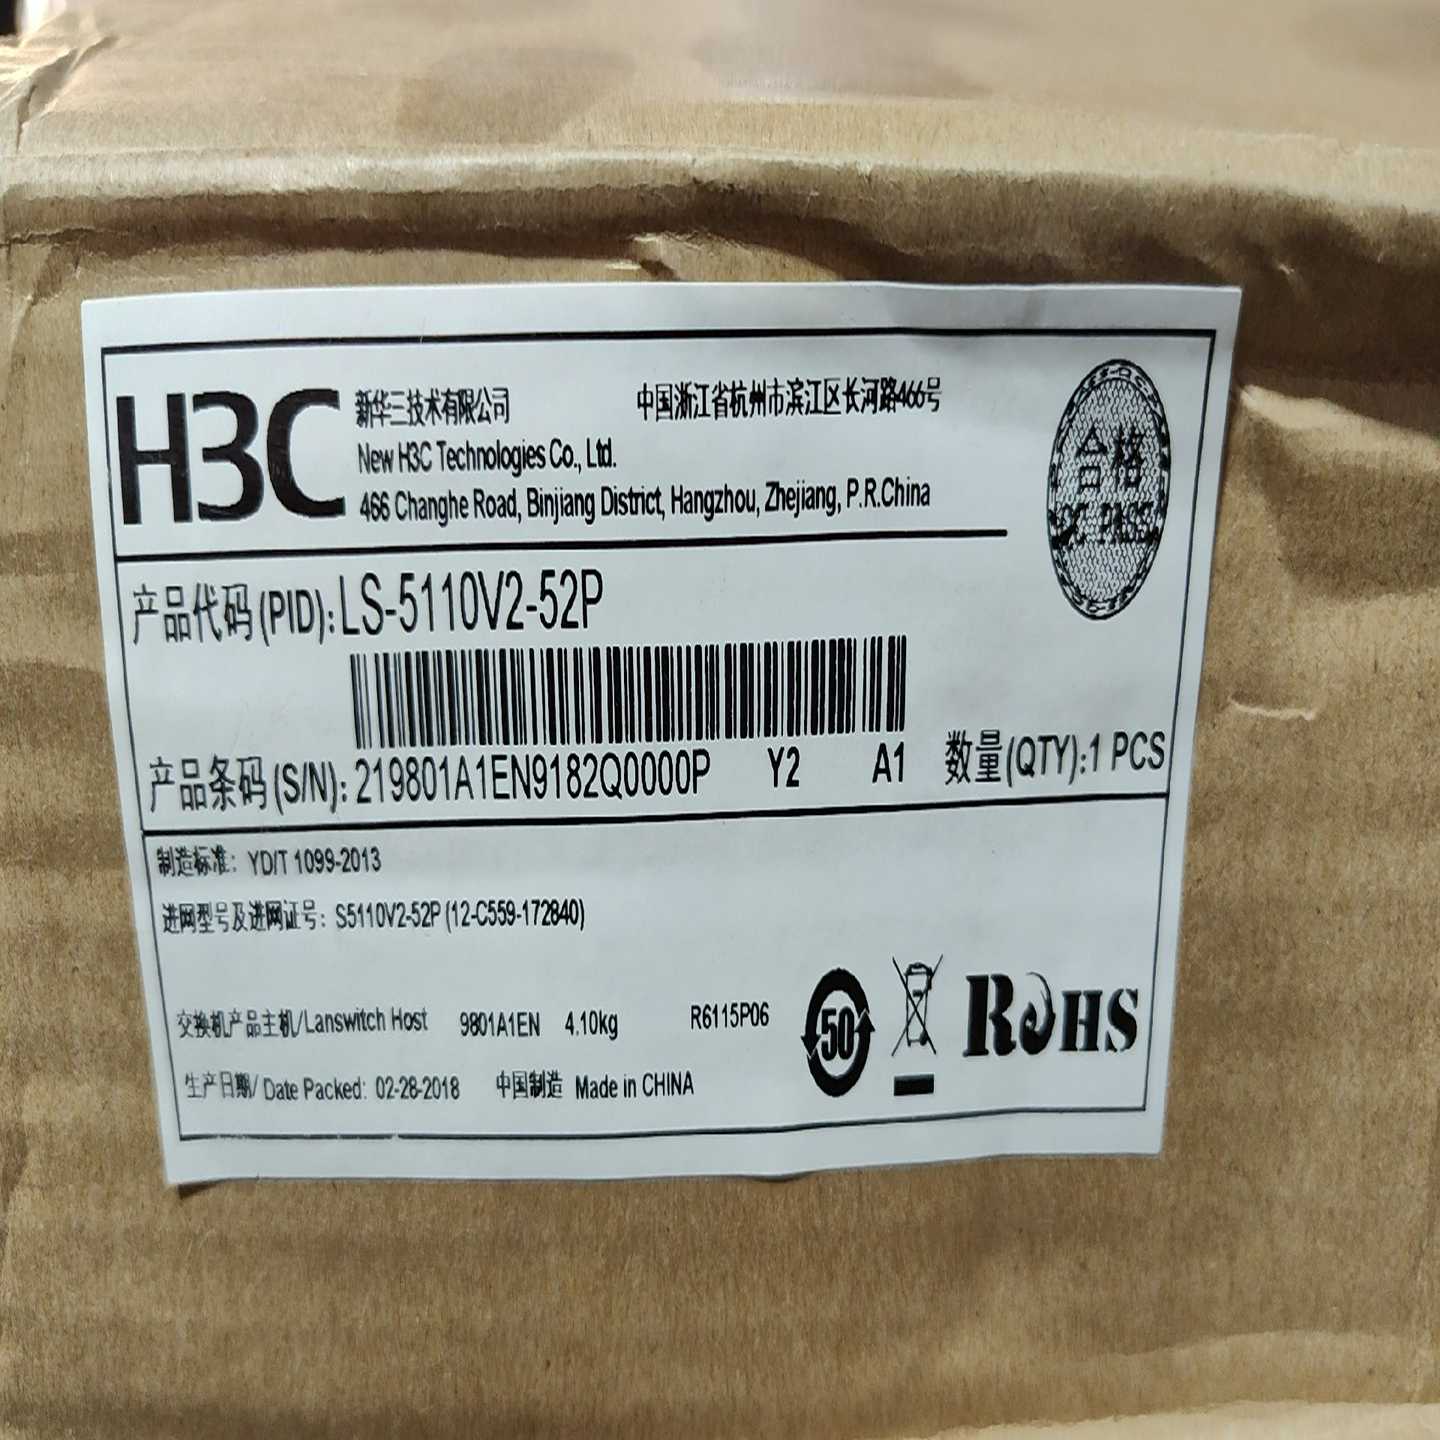 H3C
新华三技术有限公司 中国浙江省杭州市滨江区长河路466号
New H3C Technologies Co., Ltd.
466 Changhe Road, Binjiang District, Hangzhou, Zhejiang, P.R.China
合格
QC PASS
产品代码(PID):LS-5110V2-52P
产品条码(S/N): 219801A1EN9182Q0000P Y2 A1 数量(QTY):1 PCS
制造标准: YD/T 1099-2013
进网型号及进网证号: S5110V2-52P (12-C559-172840)
交换机产品主机/Lanswitch Host 9801A1EN 4.10kg R6115P06
50
RoHS
生产日期/ Date Packed: 02-28-2018 中国制造 Made in CHINA